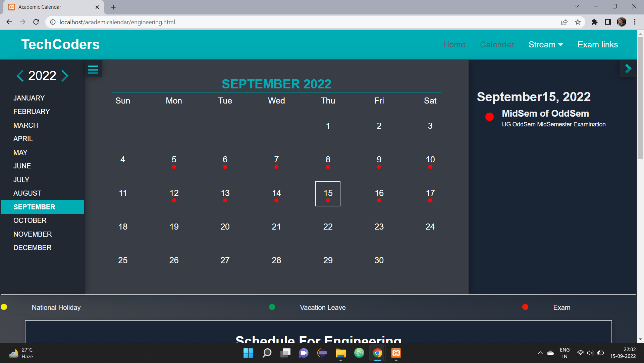 Academic Calendar
localhost/academicalendar/engineering.html
TechCoders
Home Calendar Stream Exam links
2022
JANUARY
FEBRUARY
MARCH
APRIL
MAY
JUNE
JULY
AUGUST
SEPTEMBER
OCTOBER
NOVEMBER
DECEMBER
SEPTEMBER 2022
Sun Mon Tue Wed Thu Fri Sat
1 2 3
4 5 6 7 8 9 10
11 12 13 14 15 16 17
18 19 20 21 22 23 24
25 26 27 28 29 30
September15, 2022
MidSem of OddSem
UG OddSem MidSemester Examination
National Holiday Vacation Leave Exam
Schedule For Engineering
27°C
Haze
ENG
IN
22:02
15-09-2022